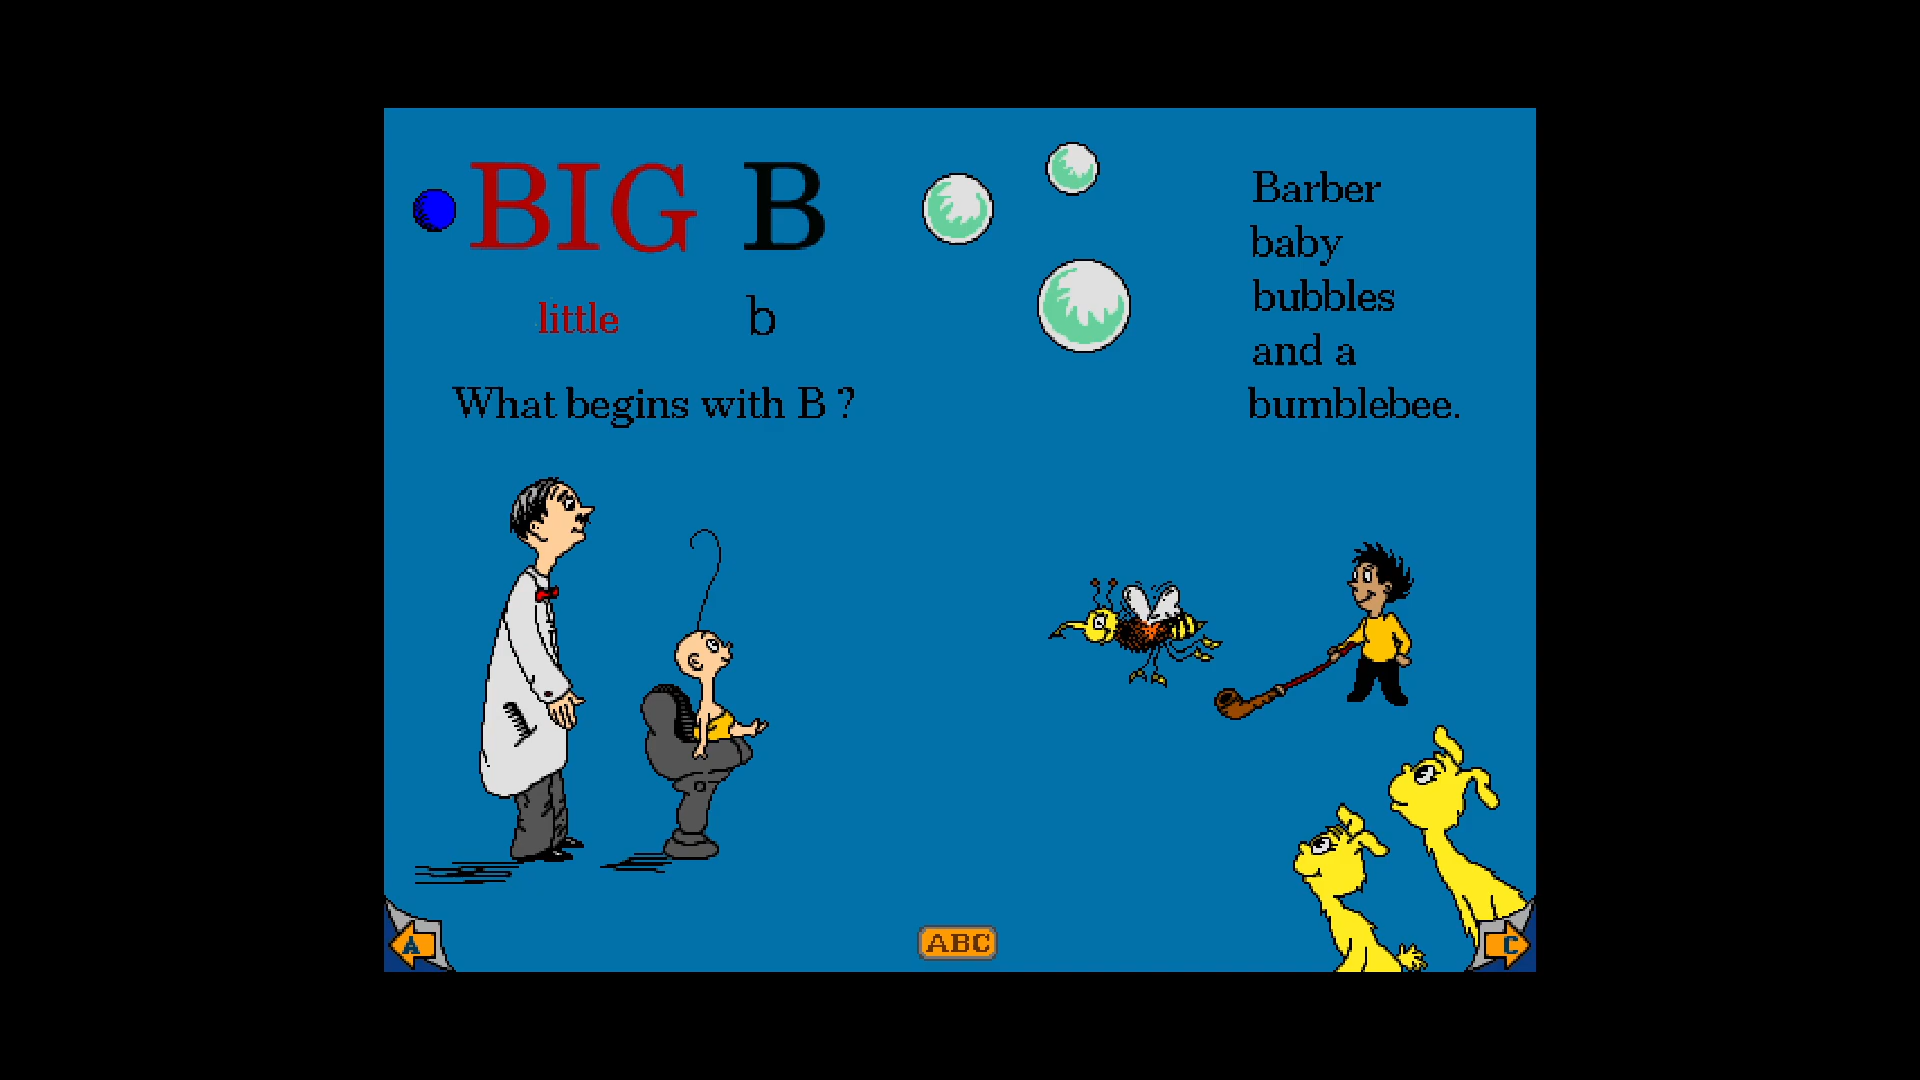 BIG B
little b
What begins with B ?
Barber
baby
bubbles
and a
bumblebee.
A
ABC
C